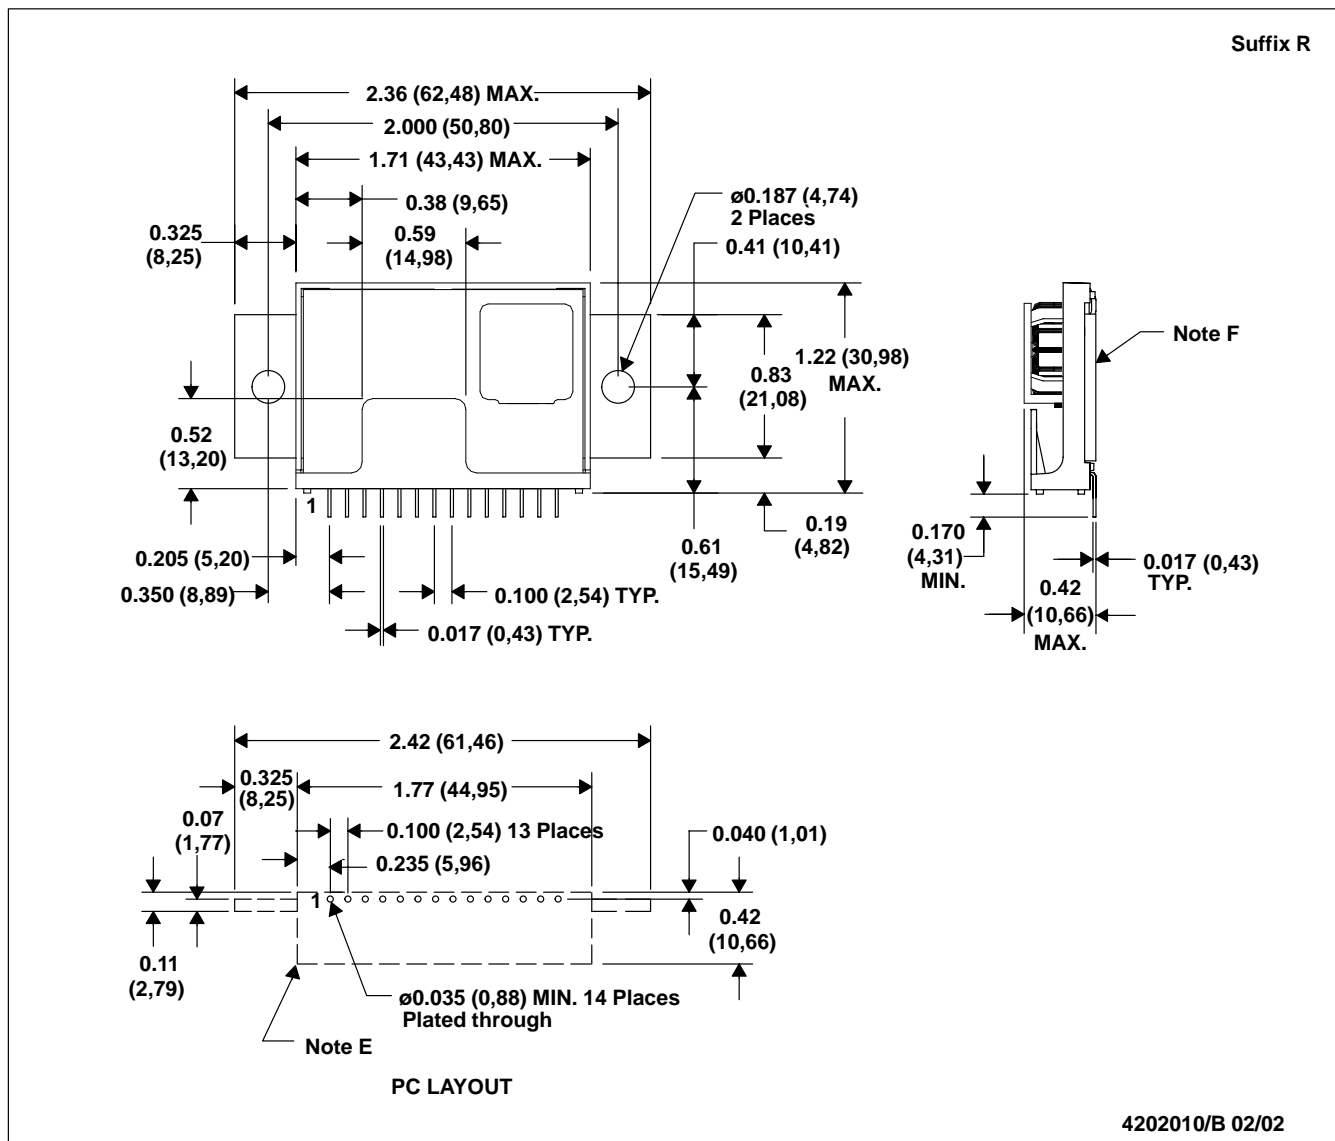 Suffix R
2.36 (62,48) MAX.
2.000 (50,80)
1.71 (43,43) MAX.
0.38 (9,65)
ø0.187 (4,74)
2 Places
0.325
(8,25)
0.59
(14,98)
0.41 (10,41)
1.22 (30,98)
MAX.
0.83
(21,08)
Note F
0.52
(13,20)
1
0.205 (5,20)
0.350 (8,89)
0.100 (2,54) TYP.
0.017 (0,43) TYP.
0.61
(15,49)
0.19
(4,82)
0.170
(4,31)
MIN.
0.017 (0,43)
TYP.
0.42
(10,66)
MAX.
2.42 (61,46)
0.325
(8,25)
1.77 (44,95)
0.07
(1,77)
0.100 (2,54) 13 Places
0.040 (1,01)
0.235 (5,96)
1
0.42
(10,66)
0.11
(2,79)
ø0.035 (0,88) MIN. 14 Places
Plated through
Note E
PC LAYOUT
4202010/B 02/02